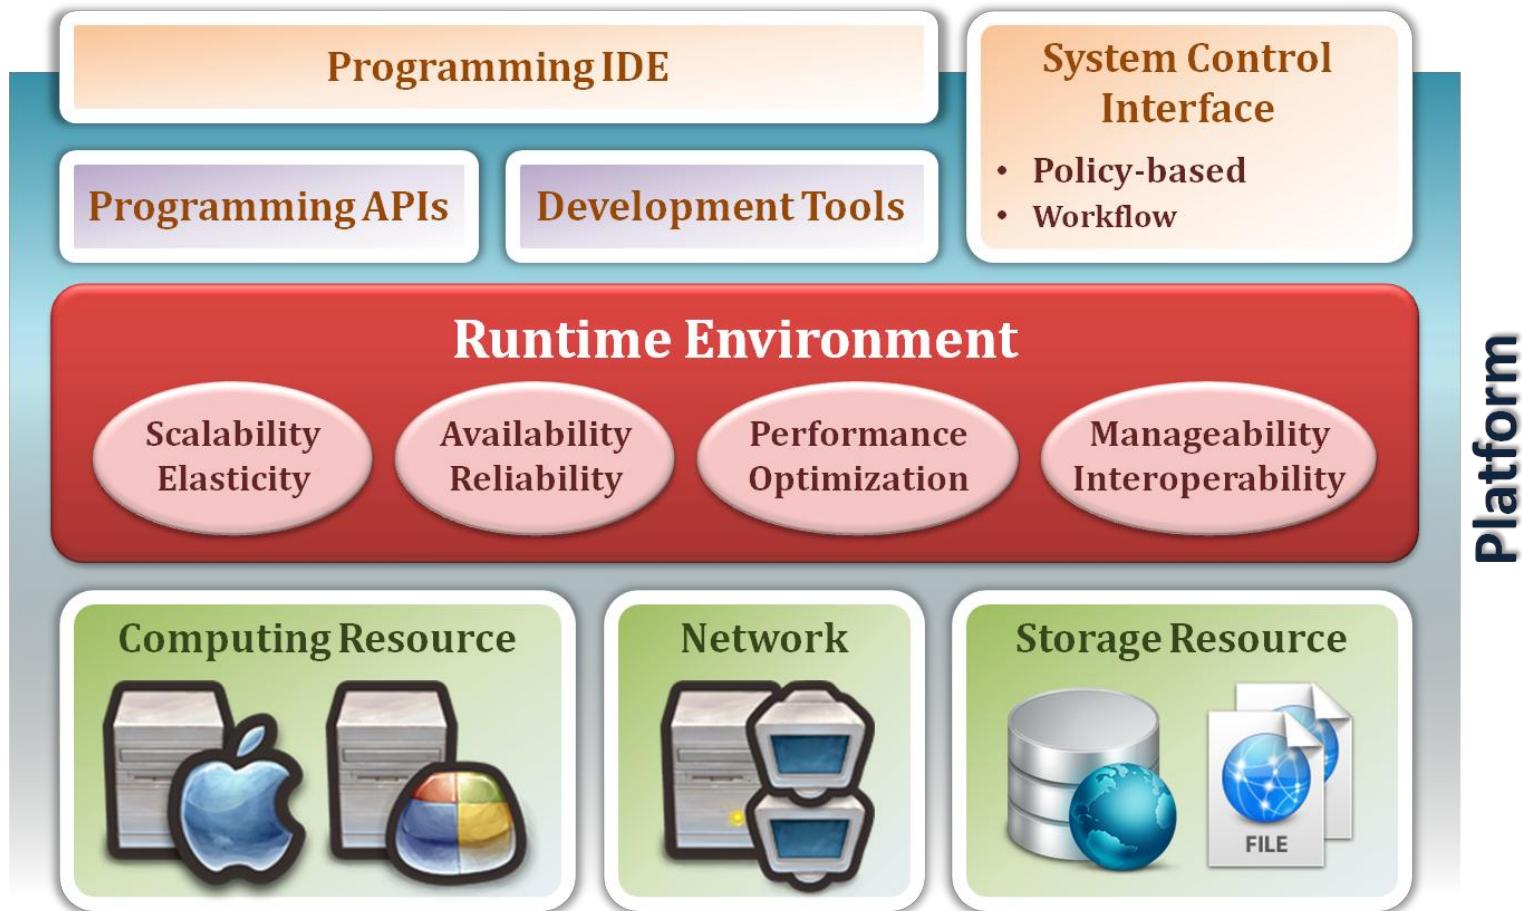 Programming IDE
System Control
Interface
Programming APIs
Development Tools
• Policy-based
• Workflow
Runtime Environment
Scalability
Elasticity
Availability
Reliability
Performance
Optimization
Manageability
Interoperability
Platform
Computing Resource
Network
Storage Resource
FILE